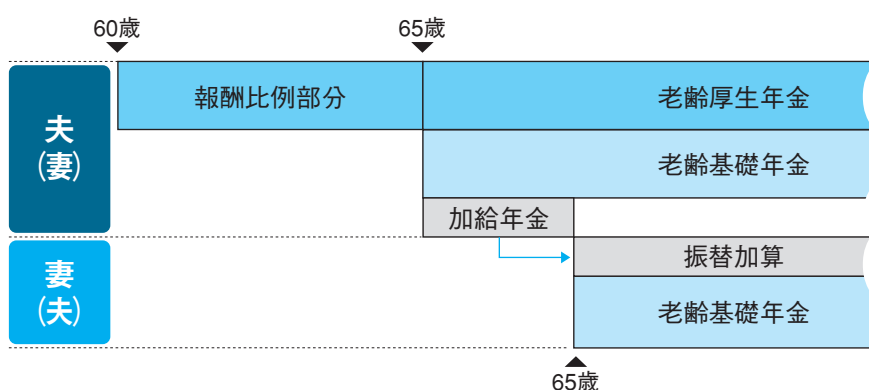 60歳 65歳
報酬比例部分 老齢厚生年金
夫
(妻)
老齢基礎年金
加給年金
振替加算
妻
(夫)
老齢基礎年金
65歳